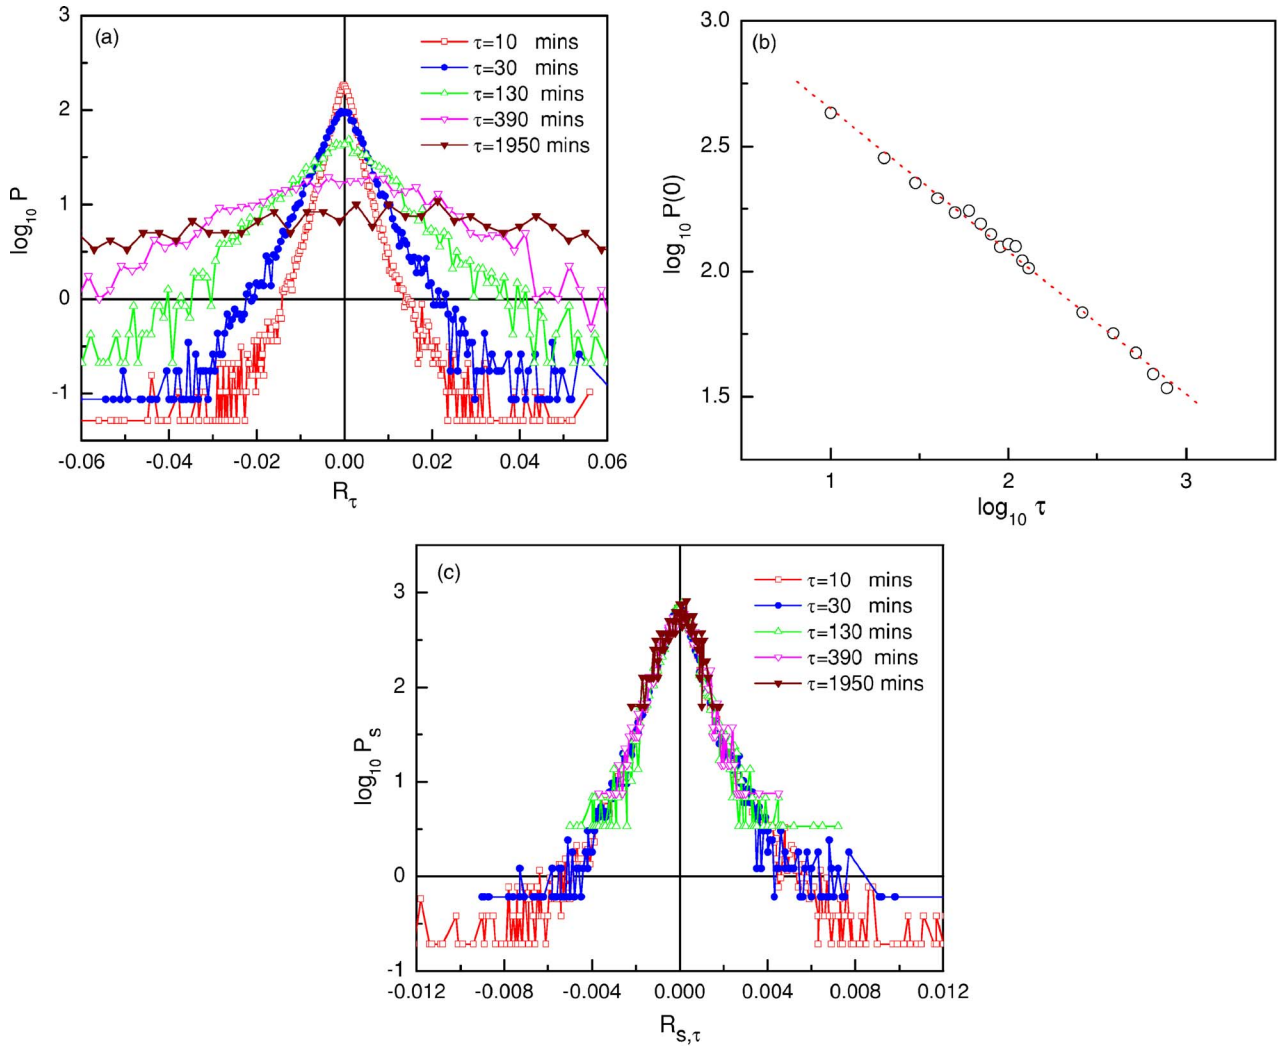 (a)
τ=10 mins
τ=30 mins
τ=130 mins
τ=390 mins
τ=1950 mins
3
2
1
0
-1
log10 P
-0.06 -0.04 -0.02 0.00 0.02 0.04 0.06
Rτ
(b)
3.0
2.5
2.0
1.5
log10 P(0)
1 2 3
log10 τ
(c)
τ=10 mins
τ=30 mins
τ=130 mins
τ=390 mins
τ=1950 mins
3
2
1
0
-1
log10 PS
-0.012 -0.008 -0.004 0.000 0.004 0.008 0.012
RS,τ